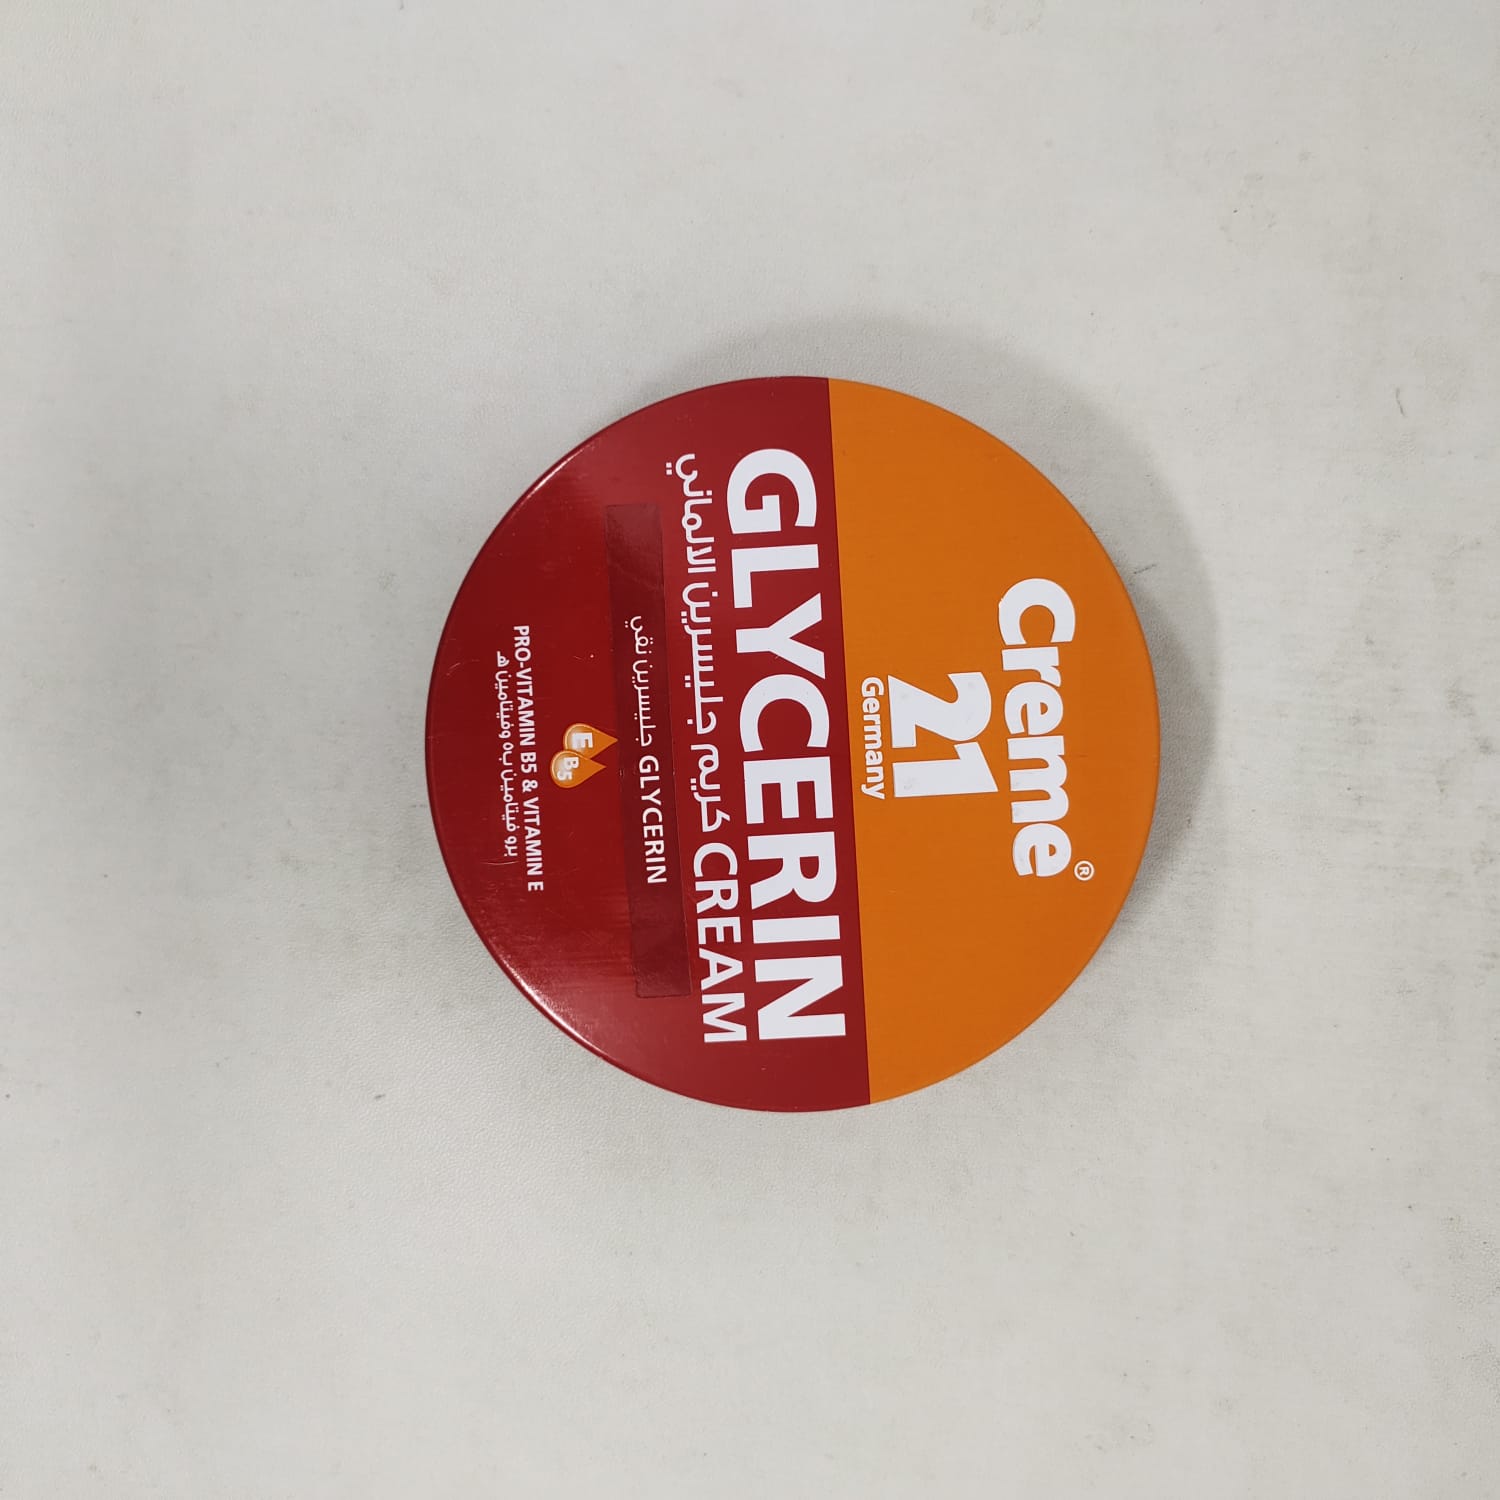 Creme®
21
Germany
GLYCERIN
CREAM كريم جليسرين الالماني
GLYCERIN جليسرين نقي
E B5
PRO-VITAMIN B5 & VITAMIN E
برو فيتامين ب٥ وفيتامين هـ